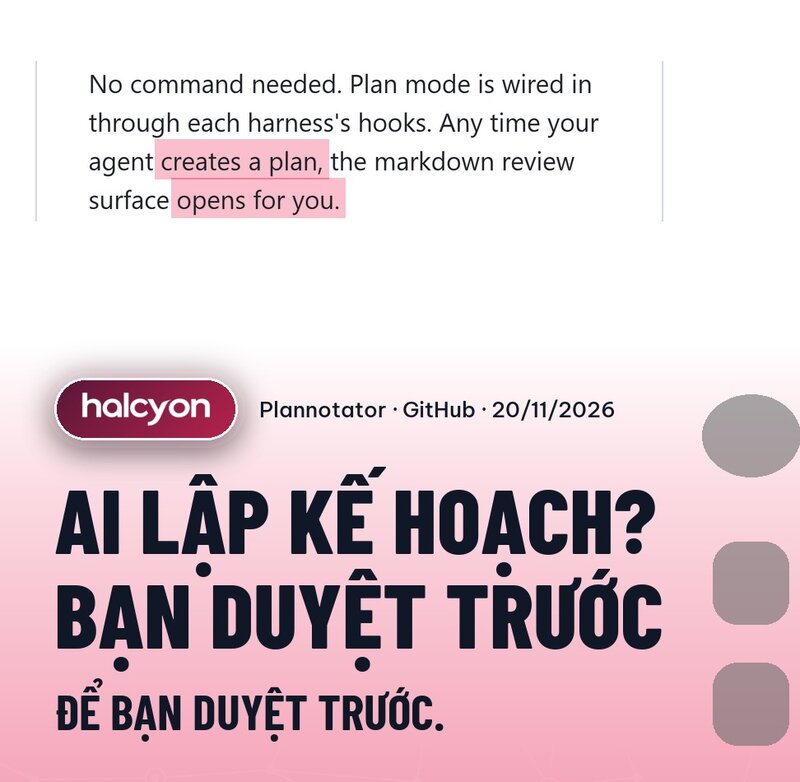 No command needed. Plan mode is wired in
through each harness's hooks. Any time your
agent creates a plan, the markdown review
surface opens for you.
halcyon
Plannotator · GitHub · 20/11/2026
AI LẬP KẾ HOẠCH?
BẠN DUYỆT TRƯỚC
ĐỂ BẠN DUYỆT TRƯỚC.